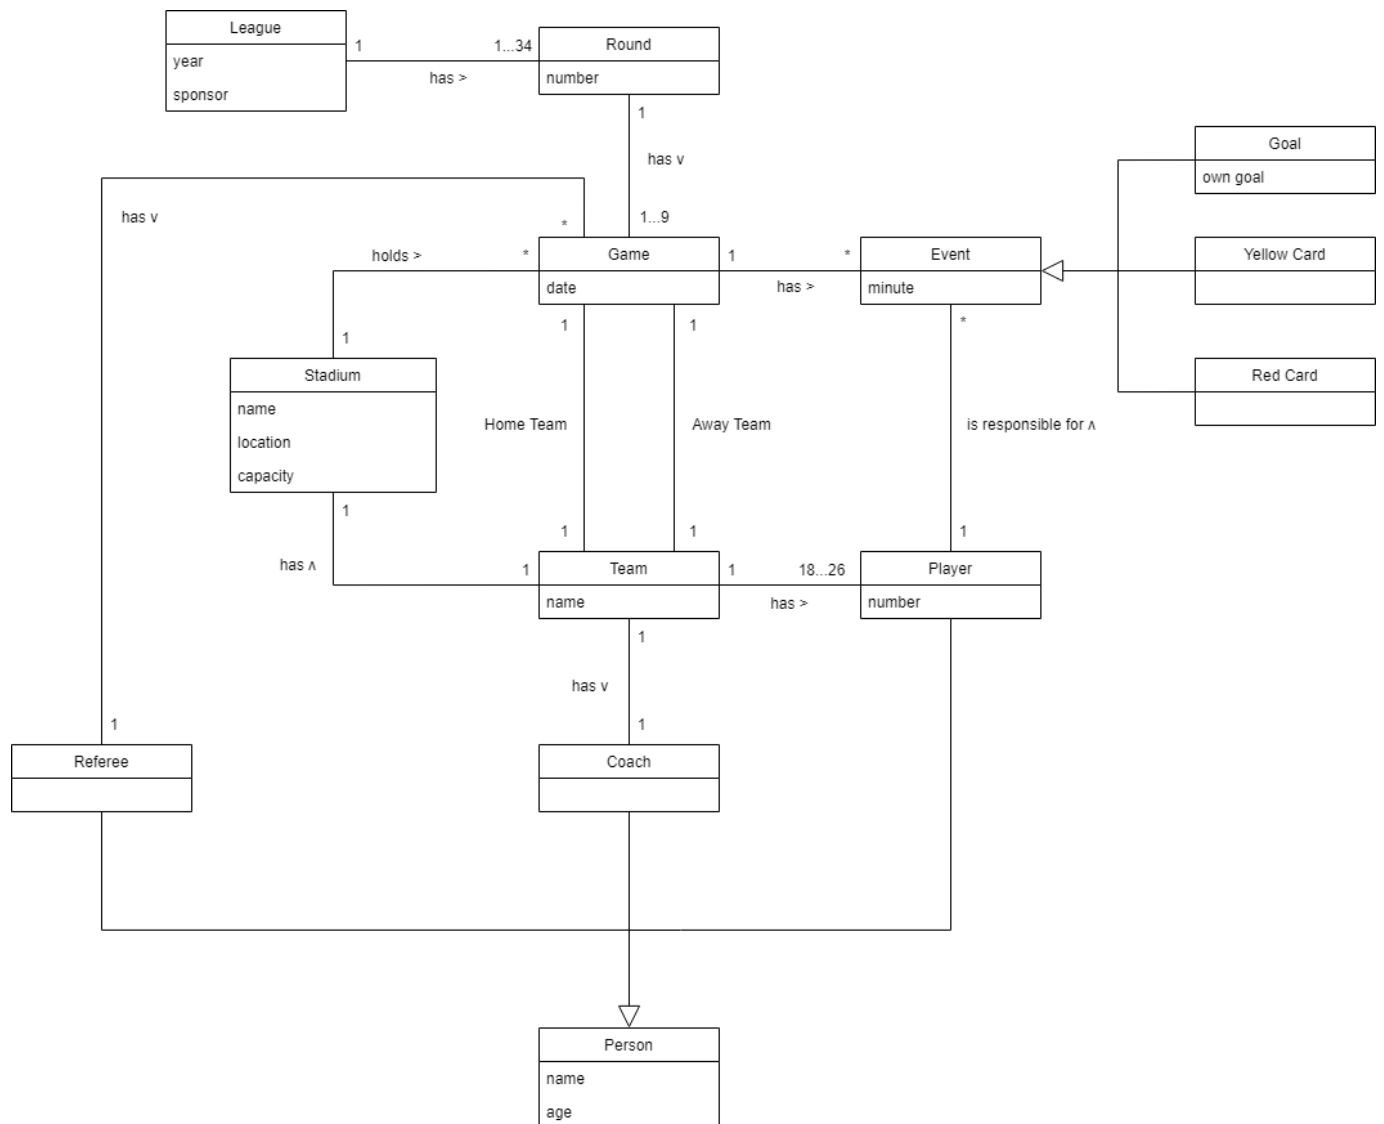 League
year
sponsor
1
1...34
has >
Round
number
1
has v
1...9
Goal
own goal
has v
*
holds >
*
Game
date
1
*
has >
Event
minute
Yellow Card
1
1
*
1
Stadium
name
location
capacity
Red Card
Home Team
Away Team
is responsible for ʌ
1
1
1
1
has ʌ
1
Team
name
1
18...26
has >
Player
number
1
has v
1
1
Referee
Coach
Person
name
age